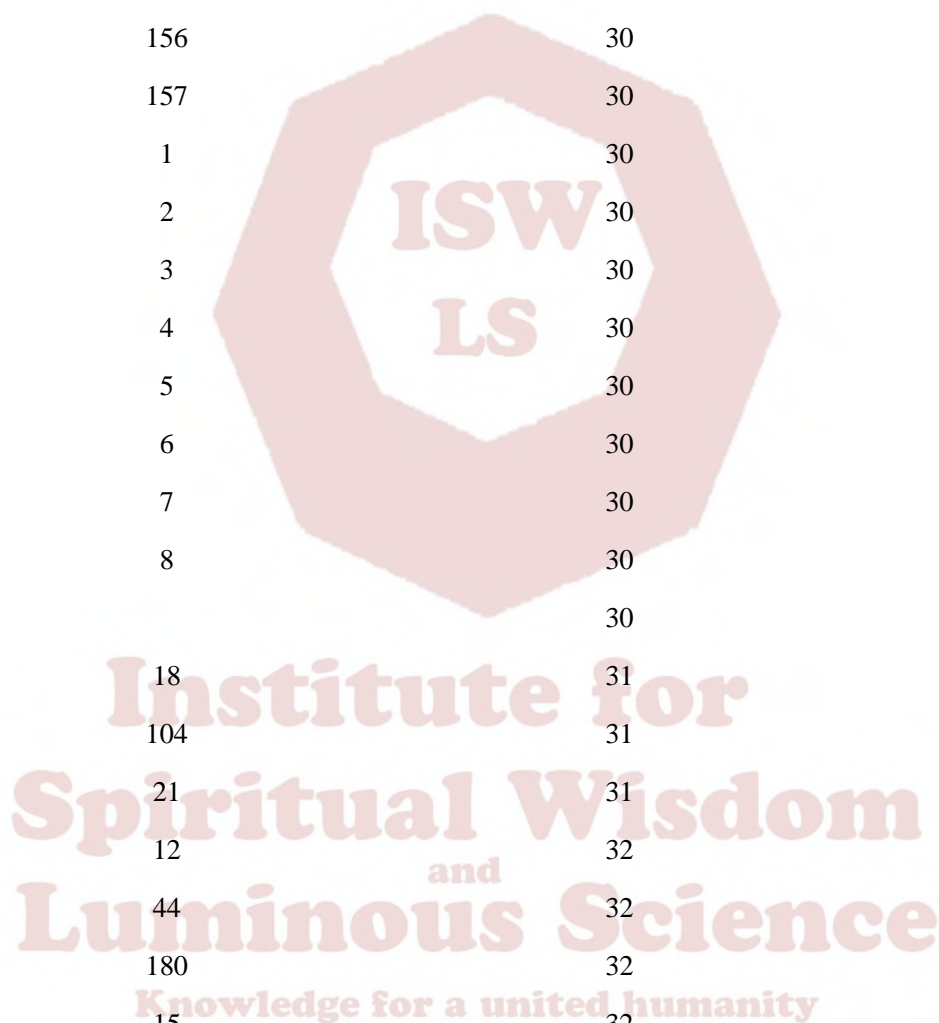 156 30
157 30
1 30
2 30
3 30
4 30
5 30
6 30
7 30
8 30
30
18 31
104 31
21 31
12 32
44 32
180 32
15 32
ISW
LS
Institute for
Spiritual Wisdom
and
Luminous Science
Knowledge for a united humanity